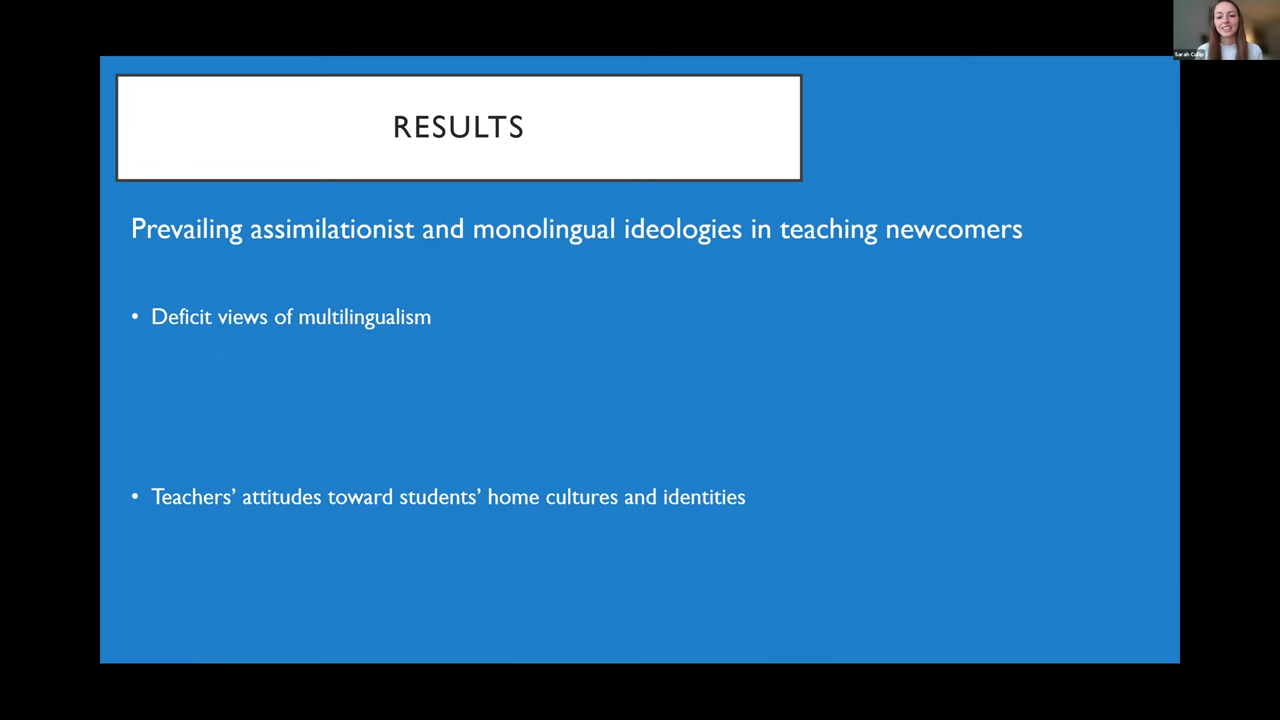 Sarah
RESULTS
Prevailing assimilationist and monolingual ideologies in teaching newcomers
• Deficit views of multilingualism
• Teachers’ attitudes toward students’ home cultures and identities